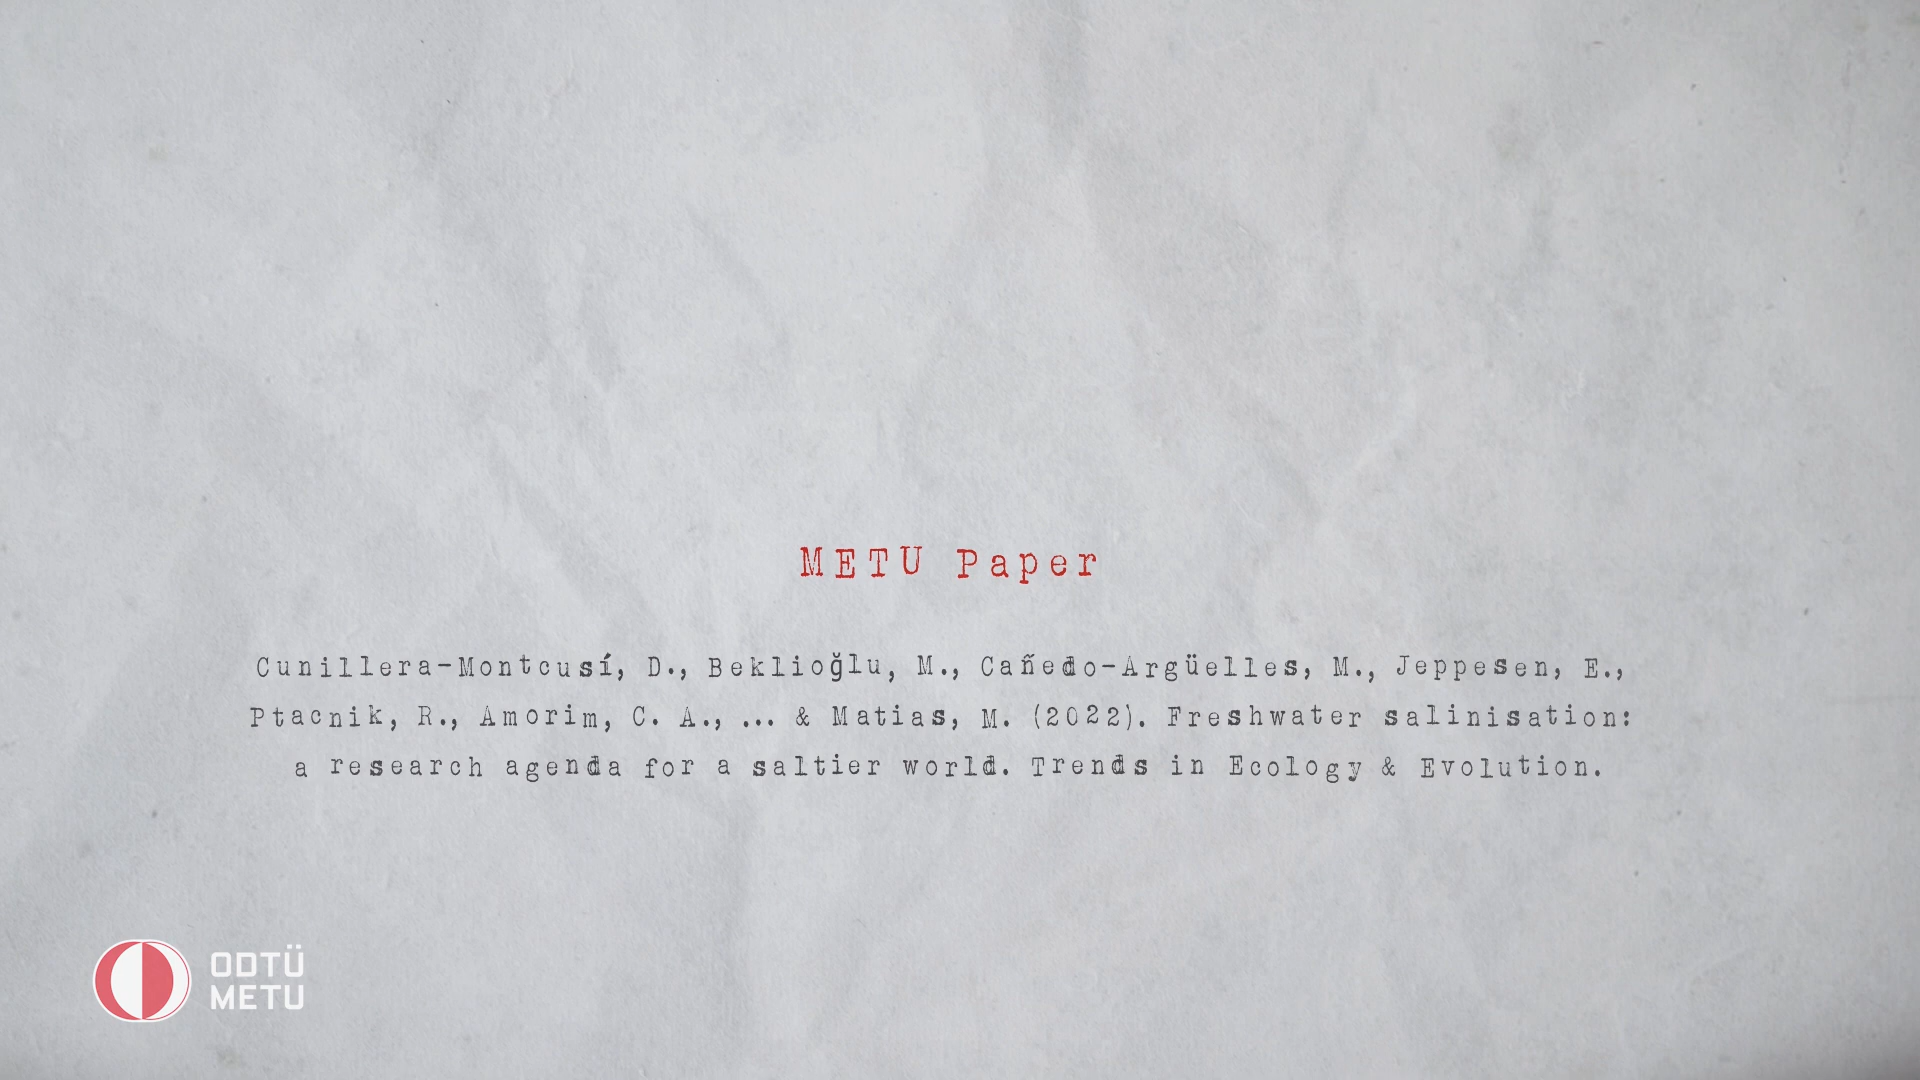 METU Paper
Cunillera-Montcusí, D., Beklioğlu, M., Cañedo-Argüelles, M., Jeppesen, E.,
Ptacnik, R., Amorim, C. A., ... & Matias, M. (2022). Freshwater salinisation:
a research agenda for a saltier world. Trends in Ecology & Evolution.
ODTÜ
METU